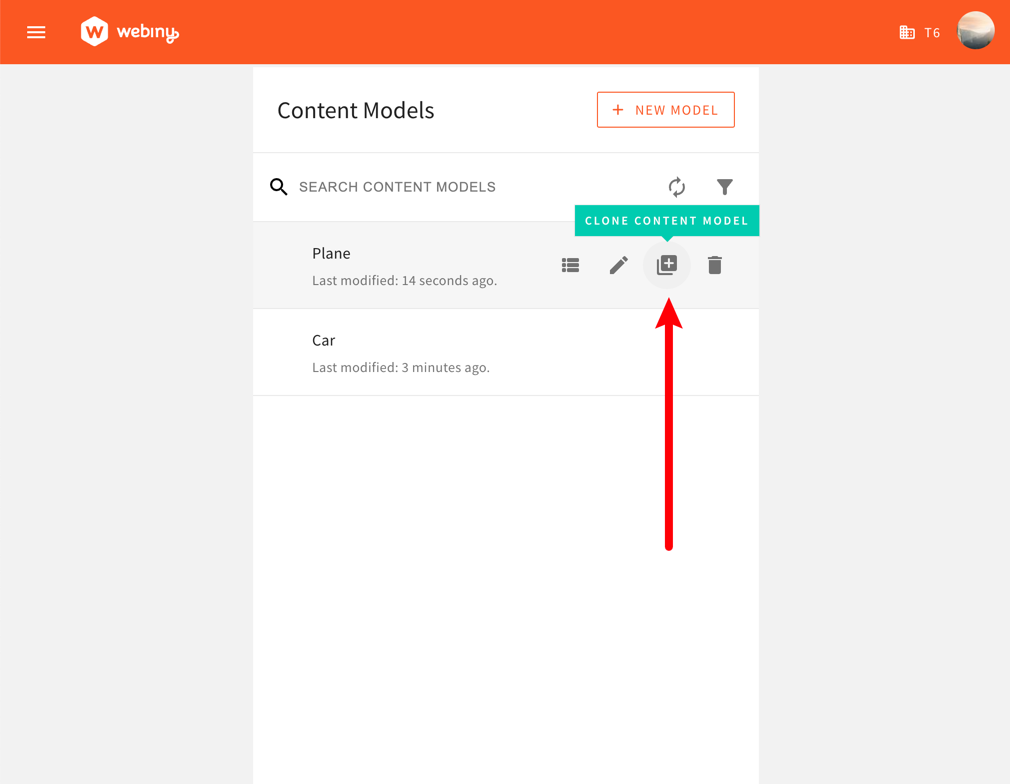 webiny
T6
Content Models
+ NEW MODEL
SEARCH CONTENT MODELS
CLONE CONTENT MODEL
Plane
Last modified: 14 seconds ago.
Car
Last modified: 3 minutes ago.